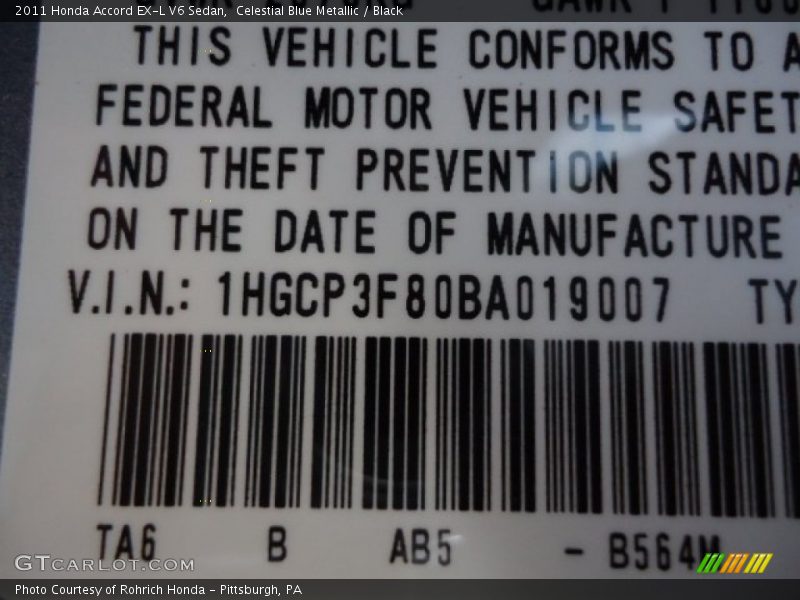 2011 Honda Accord EX-L V6 Sedan,  Celestial Blue Metallic / Black
THIS VEHICLE CONFORMS TO A
FEDERAL MOTOR VEHICLE SAFET
AND THEFT PREVENTION STANDA
ON THE DATE OF MANUFACTURE
V.I.N.: 1HGCP3F80BA019007 TY
TA6 B AB5 - B564M
GTCARLOT.COM
Photo Courtesy of Rohrich Honda - Pittsburgh, PA